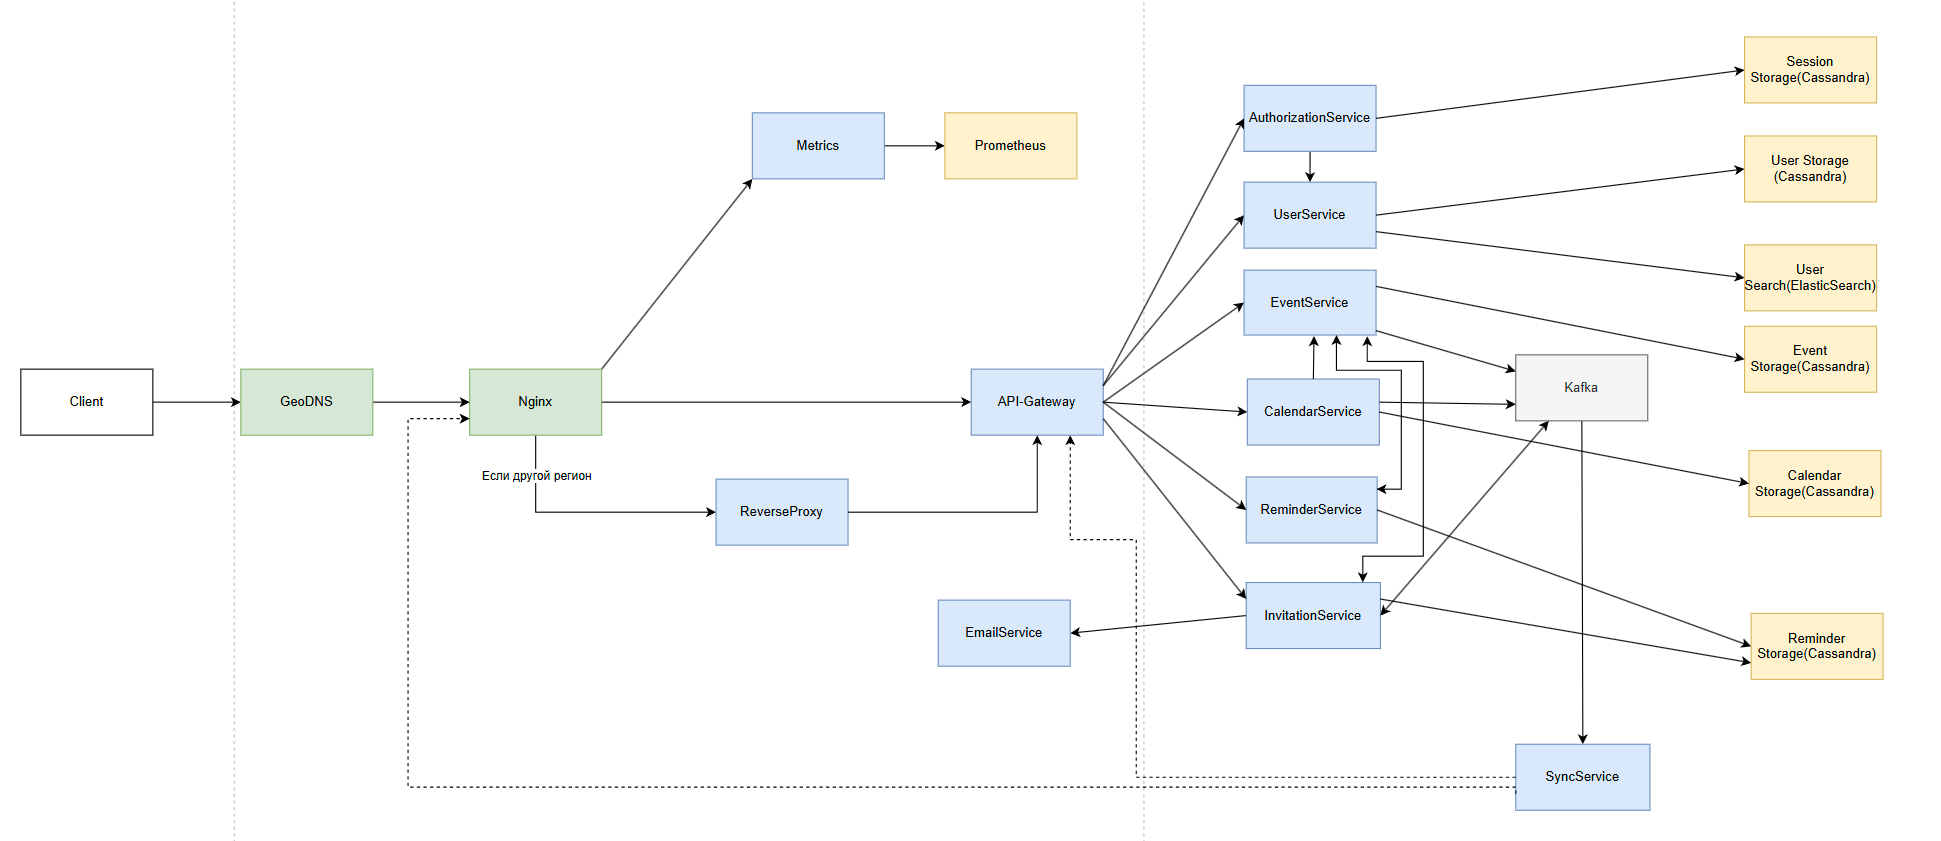 Client
GeoDNS
Nginx
Если другой регион
Metrics
Prometheus
ReverseProxy
API-Gateway
EmailService
AuthorizationService
UserService
EventService
CalendarService
ReminderService
InvitationService
Kafka
SyncService
Session
Storage(Cassandra)
User Storage
(Cassandra)
User
Search(ElasticSearch)
Event
Storage(Cassandra)
Calendar
Storage(Cassandra)
Reminder
Storage(Cassandra)